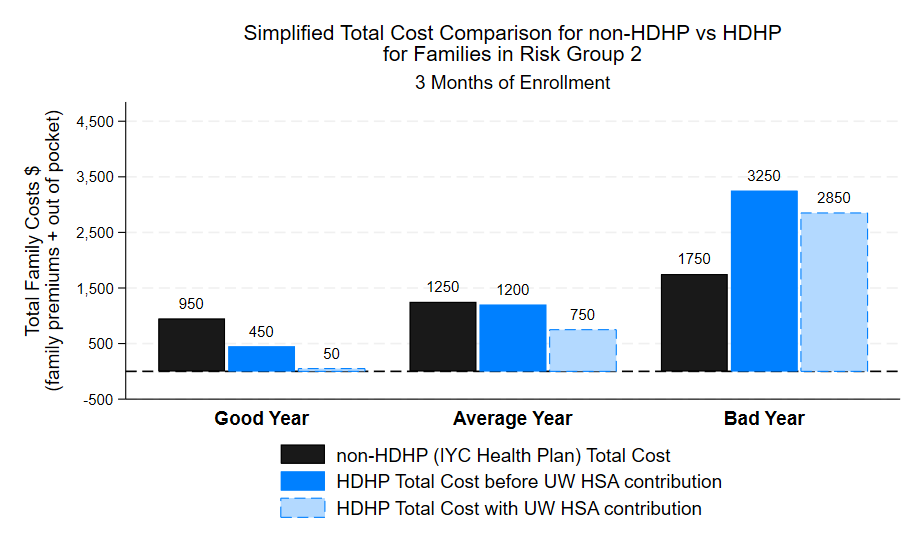 Simplified Total Cost Comparison for non-HDHP vs HDHP
for Families in Risk Group 2
3 Months of Enrollment
Total Family Costs $
(family premiums + out of pocket)
4,500
3,500
2,500
1,500
500
-500
950
450
50
1250
1200
750
1750
3250
2850
Good Year
Average Year
Bad Year
non-HDHP (IYC Health Plan) Total Cost
HDHP Total Cost before UW HSA contribution
HDHP Total Cost with UW HSA contribution